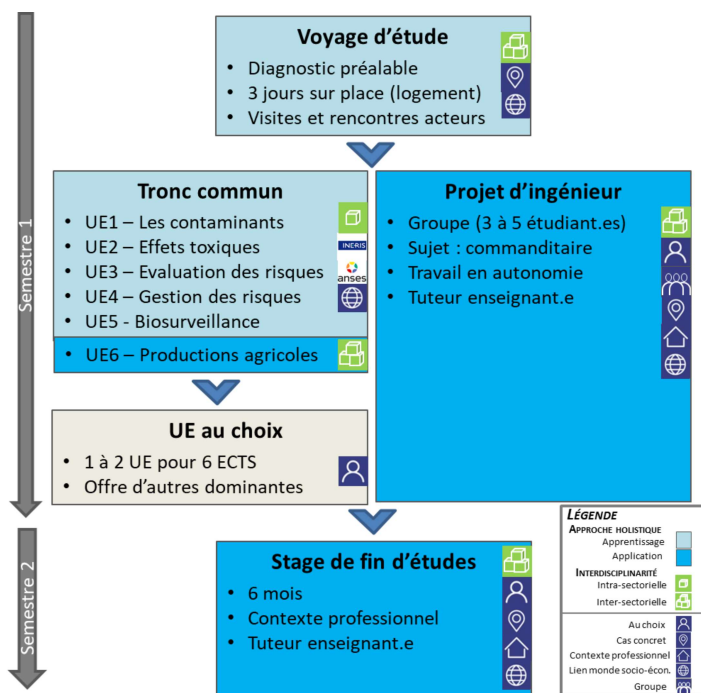 Voyage d'étude
• Diagnostic préalable
• 3 jours sur place (logement)
• Visites et rencontres acteurs
Semestre 1
Tronc commun
• UE1 – Les contaminants
• UE2 – Effets toxiques
• UE3 – Evaluation des risques
• UE4 – Gestion des risques
• UE5 - Biosurveillance
• UE6 – Productions agricoles
INERIS
anses
Projet d'ingénieur
• Groupe (3 à 5 étudiant.es)
• Sujet : commanditaire
• Travail en autonomie
• Tuteur enseignant.e
UE au choix
• 1 à 2 UE pour 6 ECTS
• Offre d'autres dominantes
Semestre 2
Stage de fin d'études
• 6 mois
• Contexte professionnel
• Tuteur enseignant.e
LÉGENDE
APPROCHE HOLISTIQUE
Apprentissage
Application
INTERDISCIPLINARITÉ
Intra-sectorielle
Inter-sectorielle
Au choix
Cas concret
Contexte professionnel
Lien monde socio-écon.
Groupe